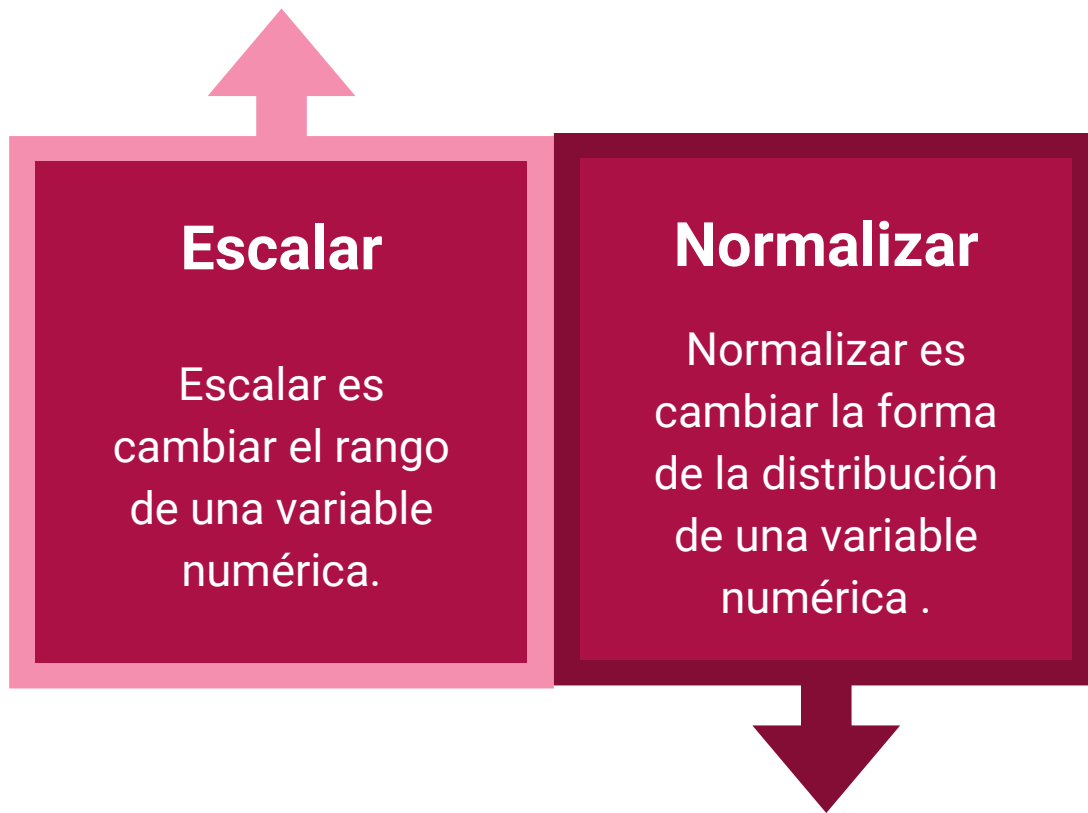 Escalar
Escalar es
cambiar el rango
de una variable
numérica.
Normalizar
Normalizar es
cambiar la forma
de la distribución
de una variable
numérica .